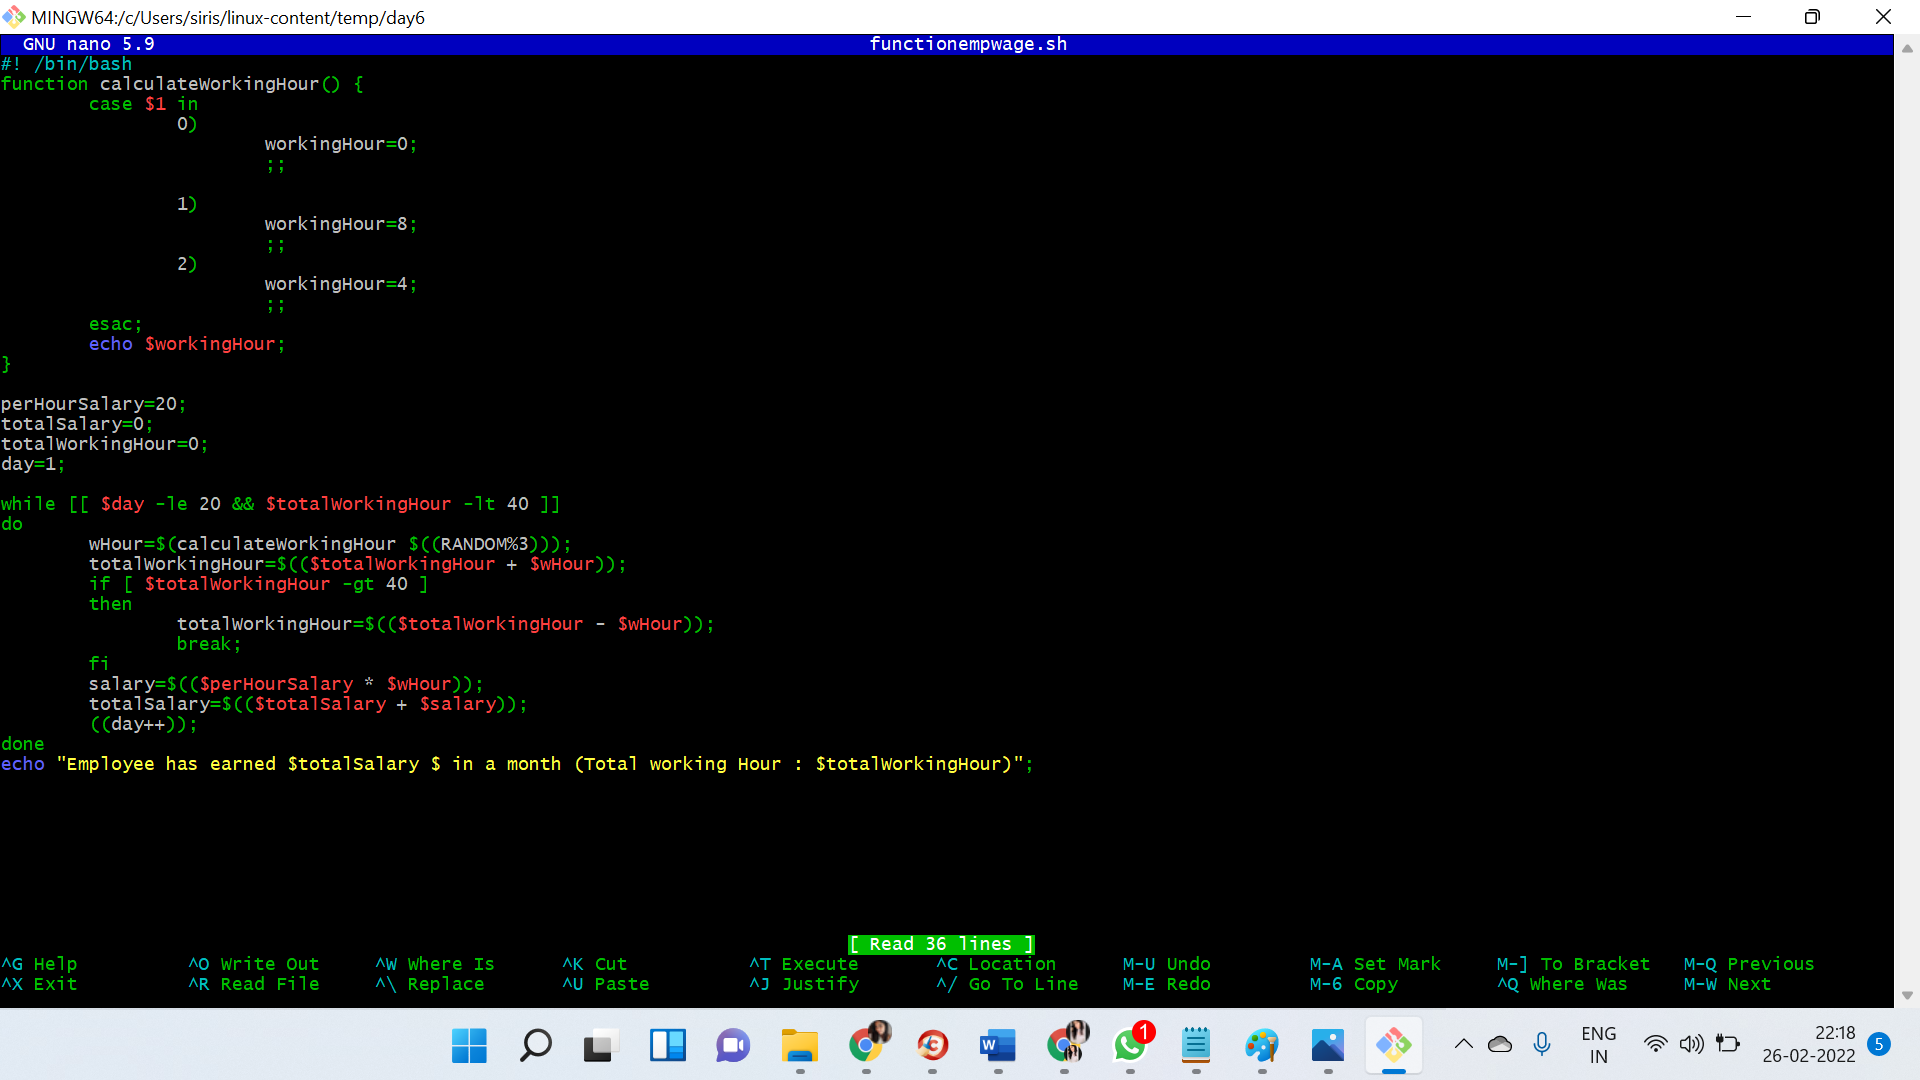 MINGW64:/c/Users/siris/linux-content/temp/day6
GNU nano 5.9 functionempwage.sh
#! /bin/bash
function calculateWorkingHour() {
        case $1 in
                0)
                        workingHour=0;
                        ;;

                1)
                        workingHour=8;
                        ;;
                2)
                        workingHour=4;
                        ;;
        esac;
        echo $workingHour;
}

perHourSalary=20;
totalSalary=0;
totalWorkingHour=0;
day=1;

while [[ $day -le 20 && $totalWorkingHour -lt 40 ]]
do
        wHour=$(calculateWorkingHour $((RANDOM%3)));
        totalWorkingHour=$(($totalWorkingHour + $wHour));
        if [ $totalWorkingHour -gt 40 ]
        then
                totalWorkingHour=$(($totalWorkingHour - $wHour));
                break;
        fi
        salary=$(($perHourSalary * $wHour));
        totalSalary=$(($totalSalary + $salary));
        ((day++));
done
echo "Employee has earned $totalSalary $ in a month (Total working Hour : $totalWorkingHour)";
[ Read 36 lines ]
^G Help ^O Write Out ^W Where Is ^K Cut ^T Execute ^C Location M-U Undo M-A Set Mark M-] To Bracket M-Q Previous
^X Exit ^R Read File ^\ Replace ^U Paste ^J Justify ^/ Go To Line M-E Redo M-6 Copy ^Q Where Was M-W Next
W 1 ENG 22:18
IN 26-02-2022 5